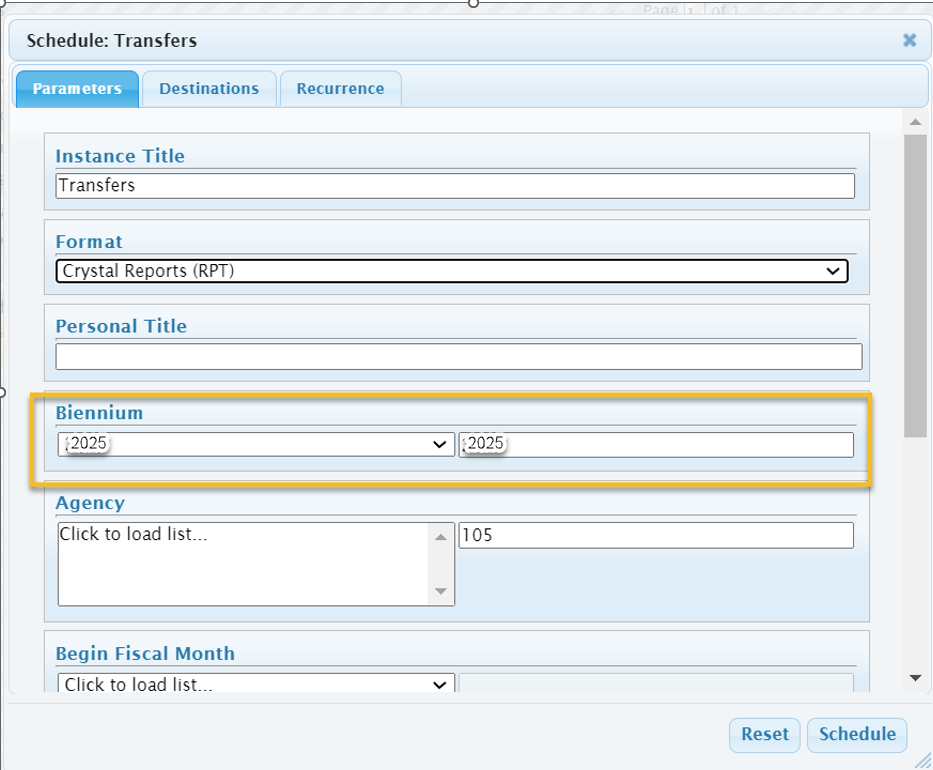 Page 1 of 1
Schedule: Transfers
Parameters Destinations Recurrence
Instance Title
Transfers
Format
Crystal Reports (RPT)
Personal Title
Biennium
2025 2025
Agency
Click to load list... 105
Begin Fiscal Month
Click to load list...
Reset Schedule